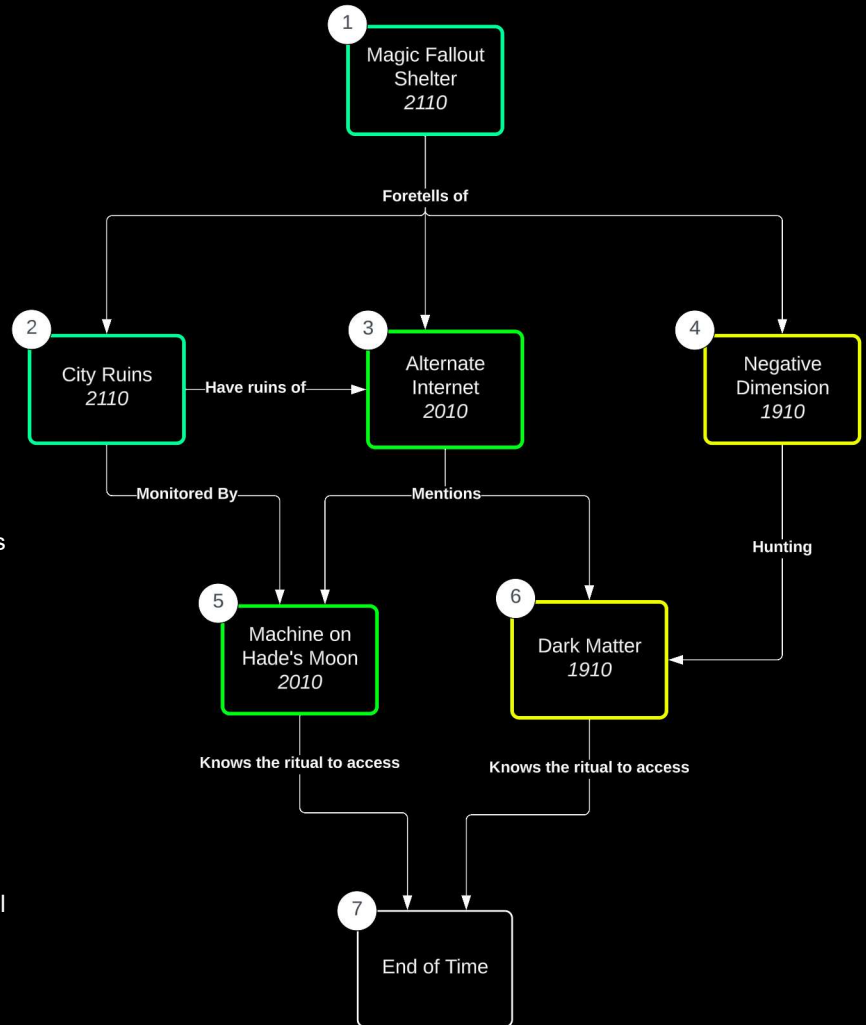 1
Magic Fallout
Shelter
2110
Foretells of
2
City Ruins
2110
Have ruins of
3
Alternate
Internet
2010
4
Negative
Dimension
1910
Monitored By
Mentions
Hunting
s
5
Machine on
Hade's Moon
2010
6
Dark Matter
1910
Knows the ritual to access
Knows the ritual to access
7
End of Time